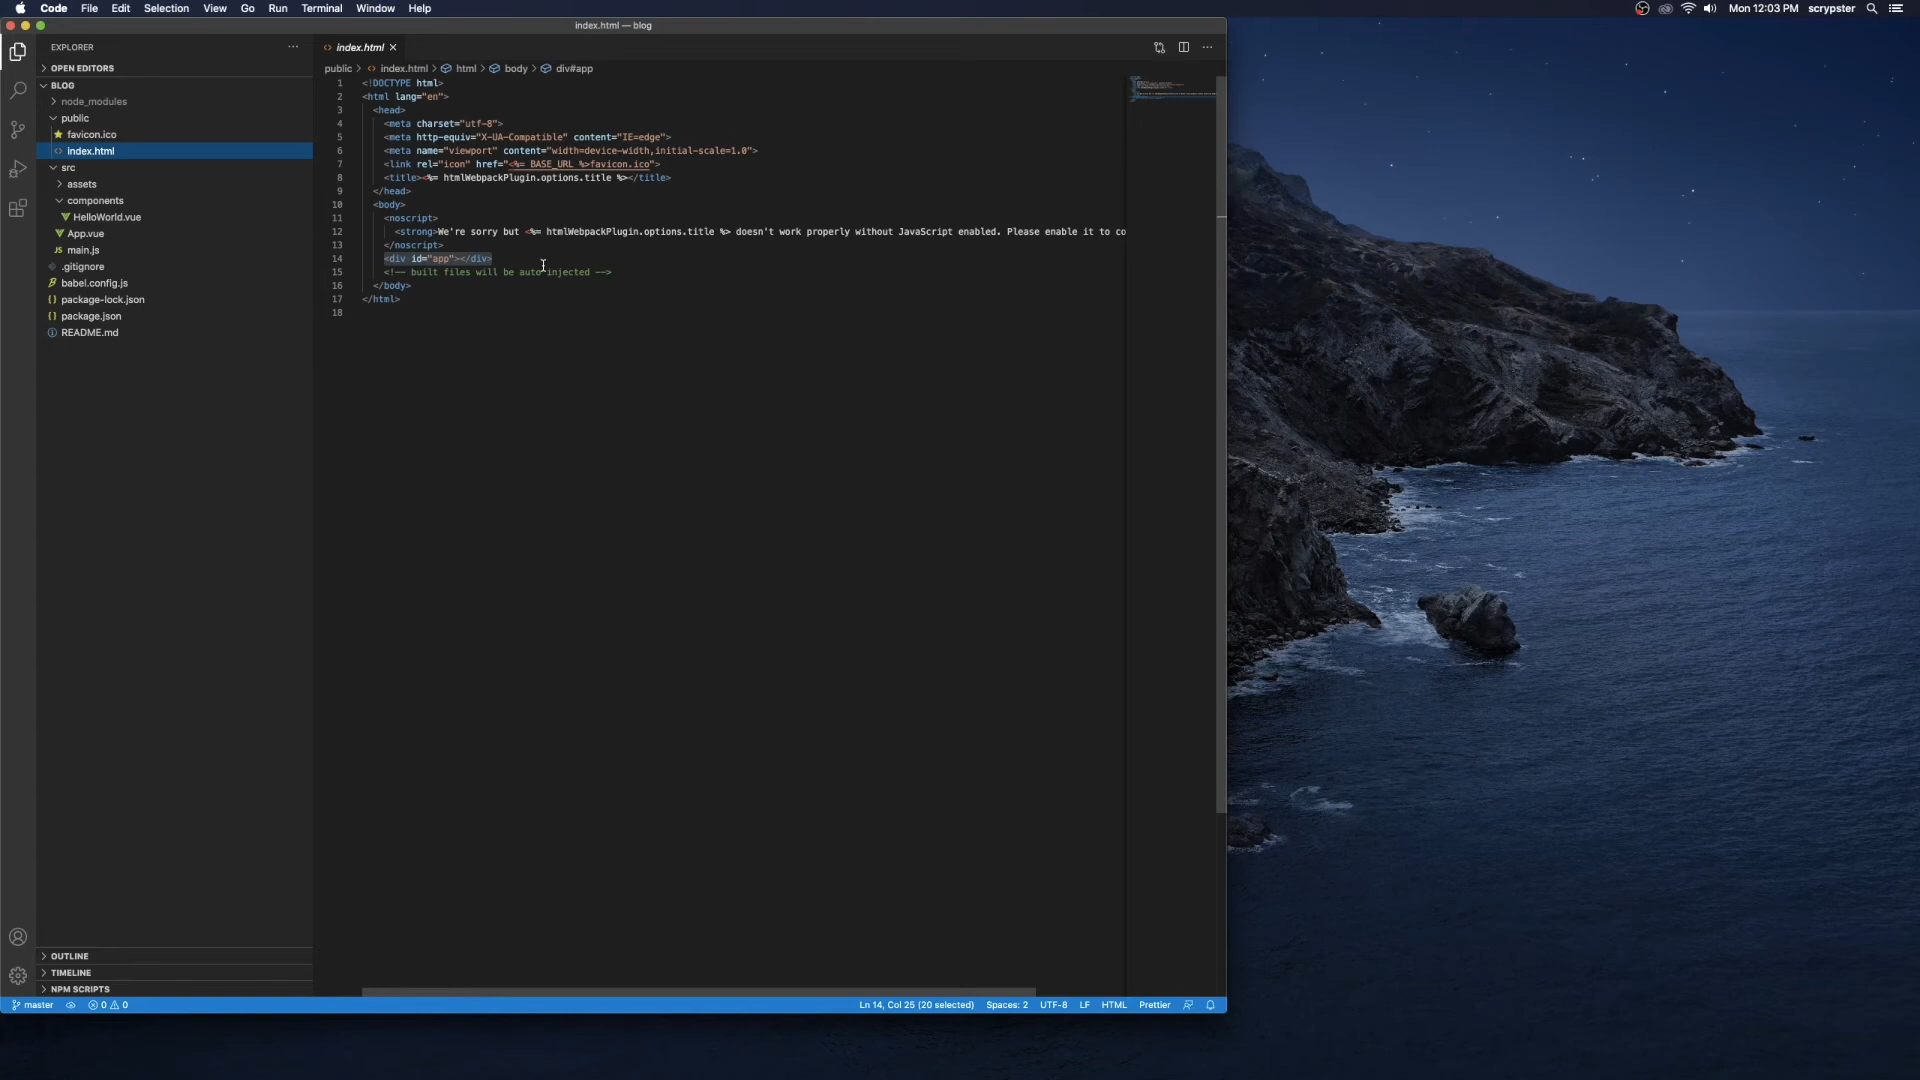 Code File Edit Selection View Go Run Terminal Window Help
Mon 12:03 PM scrypster
index.html — blog
EXPLORER
OPEN EDITORS
BLOG
node_modules
public
favicon.ico
index.html
src
assets
components
HelloWorld.vue
App.vue
main.js
.gitignore
babel.config.js
package-lock.json
package.json
README.md
OUTLINE
TIMELINE
NPM SCRIPTS
index.html
public > index.html > html > body > div#app
1 <!DOCTYPE html>
2 <html lang="en">
3 <head>
4 <meta charset="utf-8">
5 <meta http-equiv="X-UA-Compatible" content="IE=edge">
6 <meta name="viewport" content="width=device-width,initial-scale=1.0">
7 <link rel="icon" href="<%= BASE_URL %>favicon.ico">
8 <title><%= htmlWebpackPlugin.options.title %></title>
9 </head>
10 <body>
11 <noscript>
12 <strong>We're sorry but <%= htmlWebpackPlugin.options.title %> doesn't work properly without JavaScript enabled. Please enable it to co
13 </noscript>
14 <div id="app"></div>
15 <!-- built files will be auto injected -->
16 </body>
17 </html>
18
master 0 0 Ln 14, Col 25 (20 selected) Spaces: 2 UTF-8 LF HTML Prettier